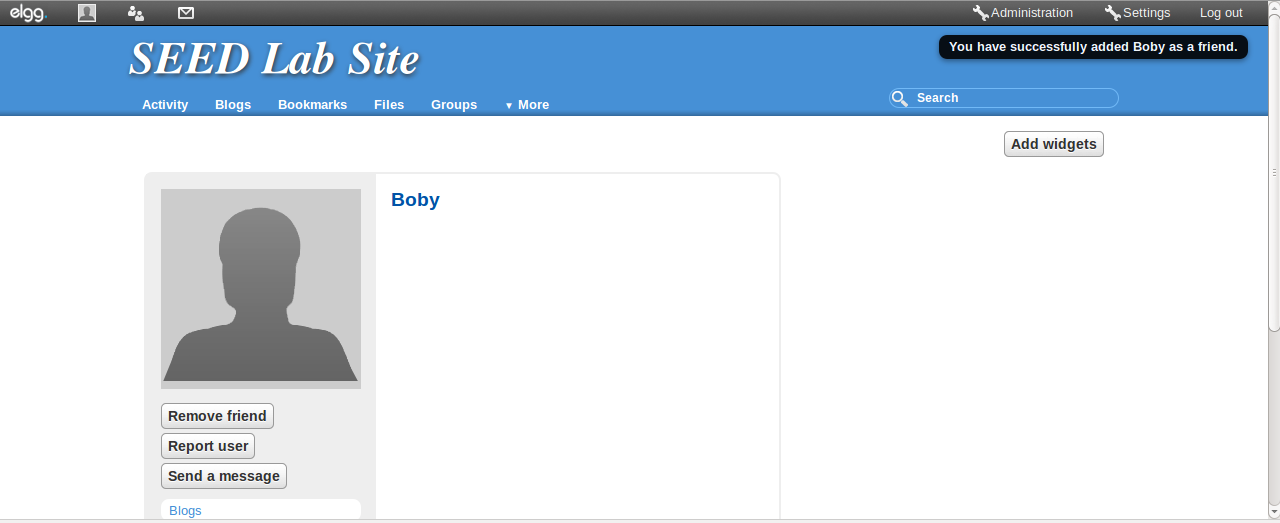 elgg. Administration Settings Log out
SEED Lab Site
You have successfully added Boby as a friend.
Activity Blogs Bookmarks Files Groups ▼ More
Search
Add widgets
Boby
Remove friend
Report user
Send a message
Blogs